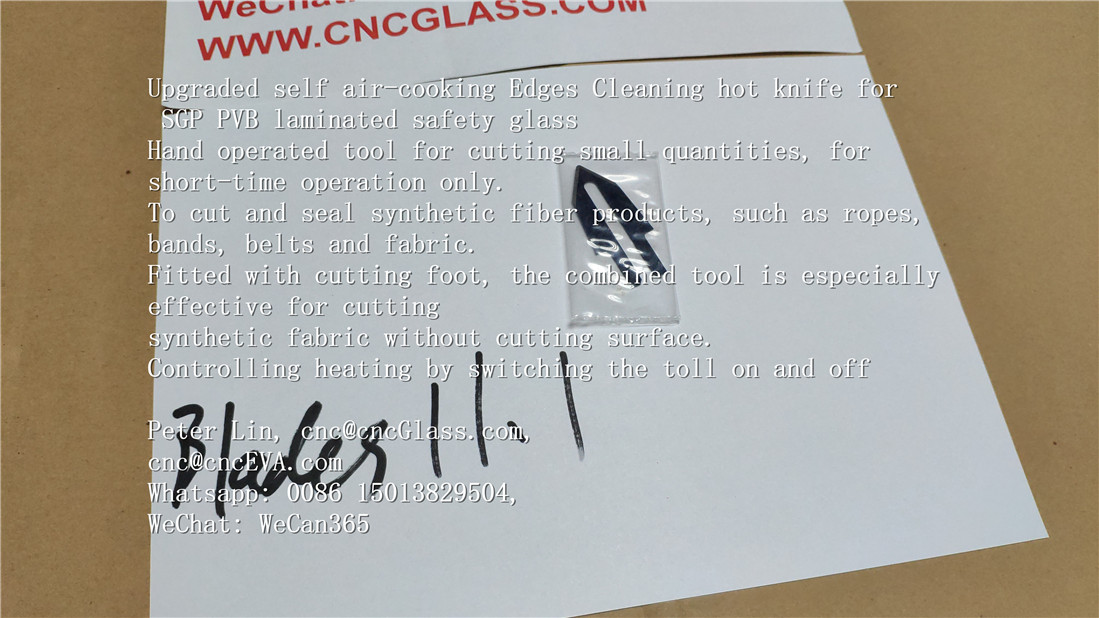 WeChat:
WWW.CNCGLASS.COM
Upgraded self air-cooking Edges Cleaning hot knife for
SGP PVB laminated safety glass
Hand operated tool for cutting small quantities, for
short-time operation only.
To cut and seal synthetic fiber products, such as ropes,
bands, belts and fabric.
Fitted with cutting foot, the combined tool is especially
effective for cutting
synthetic fabric without cutting surface.
Controlling heating by switching the toll on and off
Blades 11.1
Peter Lin, cnc@cncGlass.com,
cnc@cncEVA.com
Whatsapp: 0086 15013829504,
WeChat: WeCan365